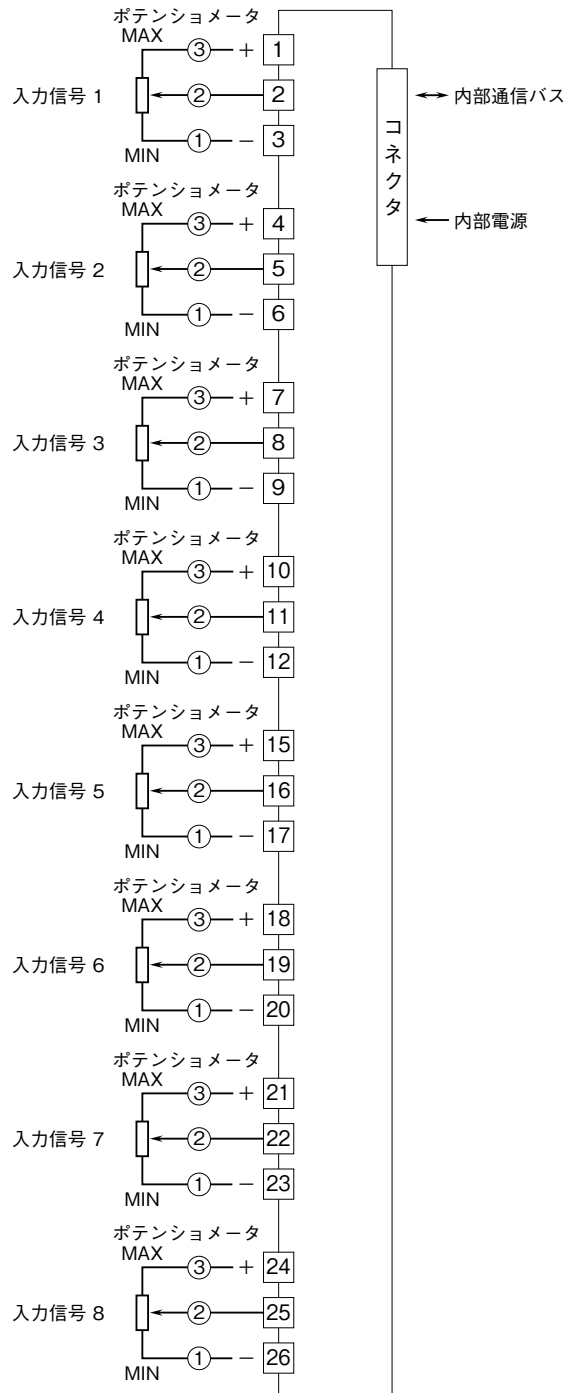 ポテンショメータ
MAX
③ + 1
入力信号 1
② 2
① − 3
MIN
コネクタ
内部通信バス
内部電源
ポテンショメータ
MAX
③ + 4
入力信号 2
② 5
① − 6
MIN
ポテンショメータ
MAX
③ + 7
入力信号 3
② 8
① − 9
MIN
ポテンショメータ
MAX
③ + 10
入力信号 4
② 11
① − 12
MIN
ポテンショメータ
MAX
③ + 15
入力信号 5
② 16
① − 17
MIN
ポテンショメータ
MAX
③ + 18
入力信号 6
② 19
① − 20
MIN
ポテンショメータ
MAX
③ + 21
入力信号 7
② 22
① − 23
MIN
ポテンショメータ
MAX
③ + 24
入力信号 8
② 25
① − 26
MIN